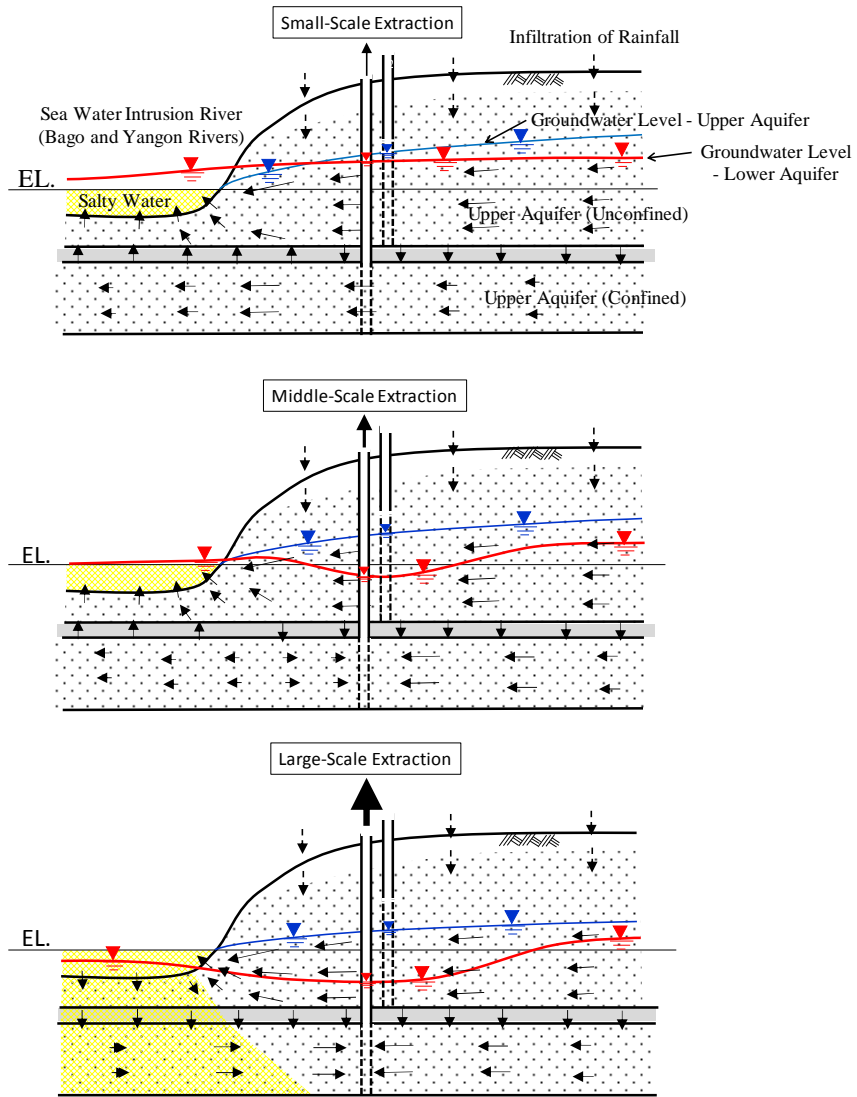 Small-Scale Extraction
Infiltration of Rainfall
Sea Water Intrusion River
(Bago and Yangon Rivers)
Groundwater Level - Upper Aquifer
Groundwater Level
- Lower Aquifer
EL.
Salty Water
Upper Aquifer (Unconfined)
Upper Aquifer (Confined)
Middle-Scale Extraction
EL.
Large-Scale Extraction
EL.